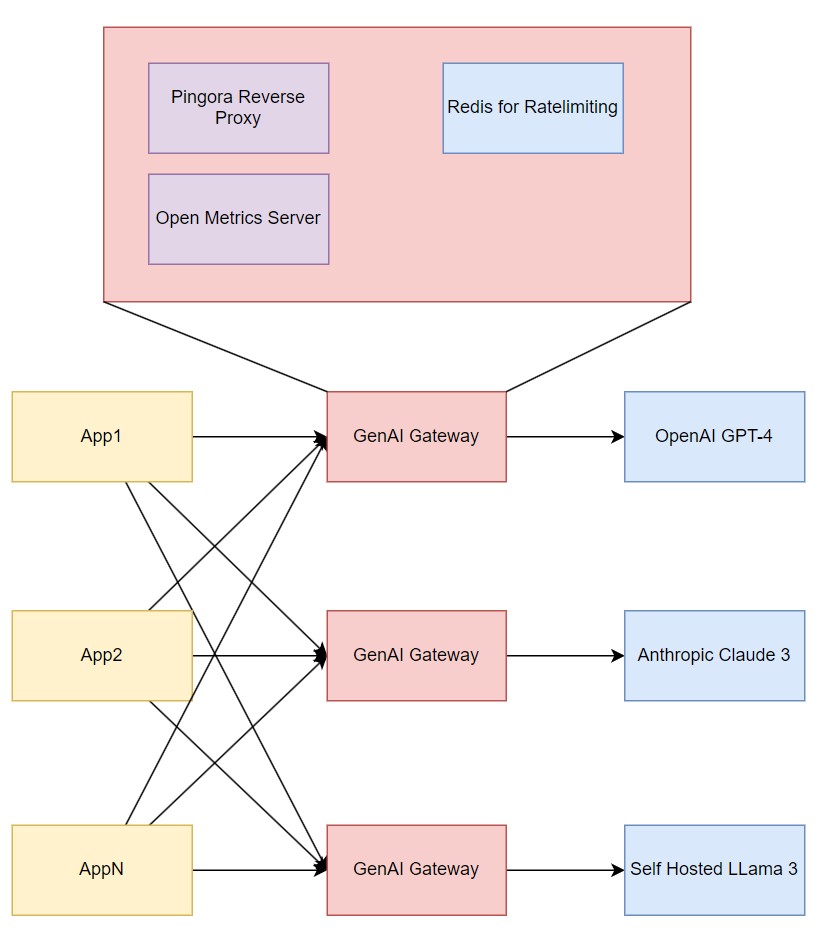 Pingora Reverse
Proxy
Redis for Ratelimiting
Open Metrics Server
App1
GenAI Gateway
OpenAI GPT-4
App2
GenAI Gateway
Anthropic Claude 3
AppN
GenAI Gateway
Self Hosted LLama 3